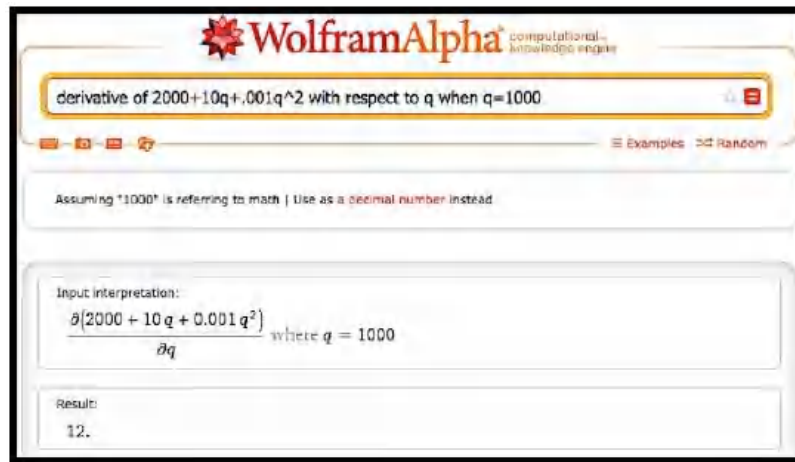 WolframAlpha computational knowledge engine
derivative of 2000+10q+.001q^2 with respect to q when q=1000
Examples Random
Assuming "1000" is referring to math | Use as a decimal number instead
Input interpretation:
∂(2000 + 10 q + 0.001 q²)
∂q
where q = 1000
Result:
12.